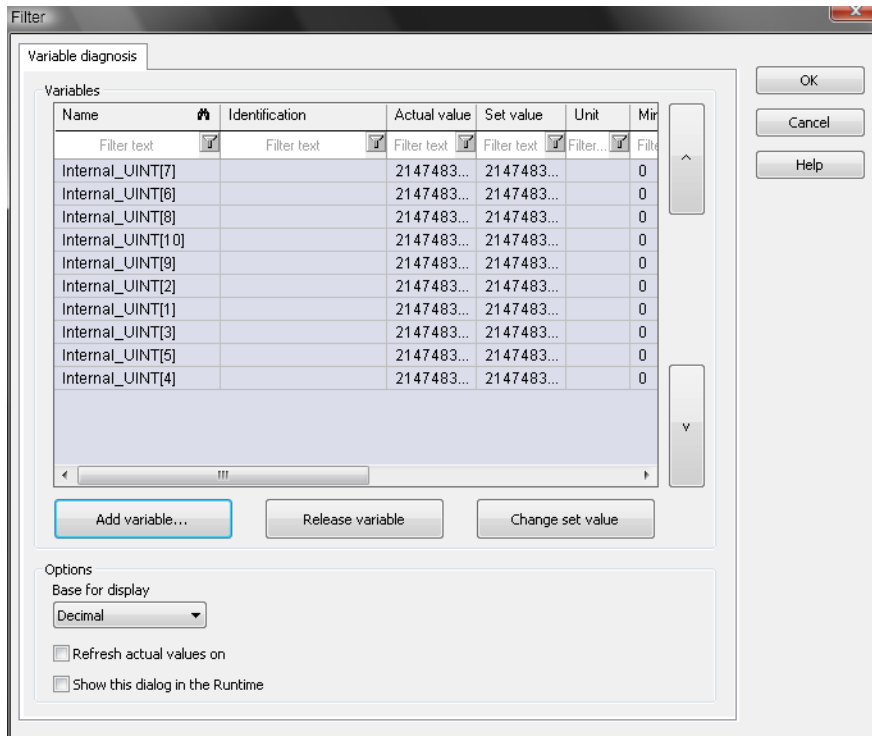 Filter
Variable diagnosis
Variables
Name Identification Actual value Set value Unit Mir
Filter text Filter text Filter text Filter text Filter... Filte
Internal_UINT[7] 2147483... 2147483... 0
Internal_UINT[6] 2147483... 2147483... 0
Internal_UINT[8] 2147483... 2147483... 0
Internal_UINT[10] 2147483... 2147483... 0
Internal_UINT[9] 2147483... 2147483... 0
Internal_UINT[2] 2147483... 2147483... 0
Internal_UINT[1] 2147483... 2147483... 0
Internal_UINT[3] 2147483... 2147483... 0
Internal_UINT[5] 2147483... 2147483... 0
Internal_UINT[4] 2147483... 2147483... 0
Add variable... Release variable Change set value
Options
Base for display
Decimal
Refresh actual values on
Show this dialog in the Runtime
OK
Cancel
Help